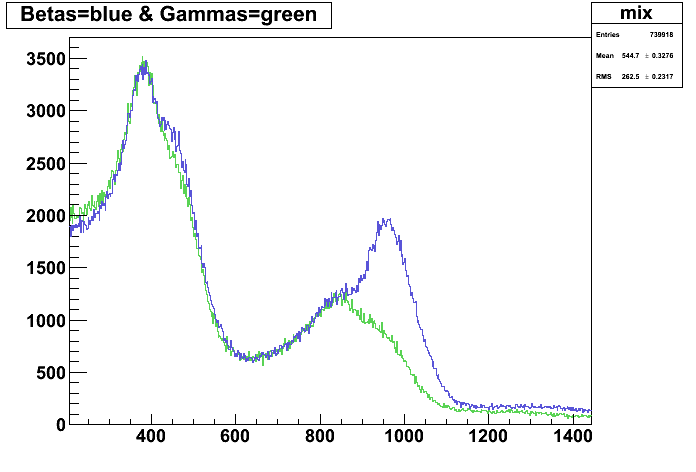 Betas=blue & Gammas=green
mix
Entries 739918
Mean 544.7 ± 0.3276
RMS 262.5 ± 0.2317
3500
3000
2500
2000
1500
1000
500
0
400 600 800 1000 1200 1400